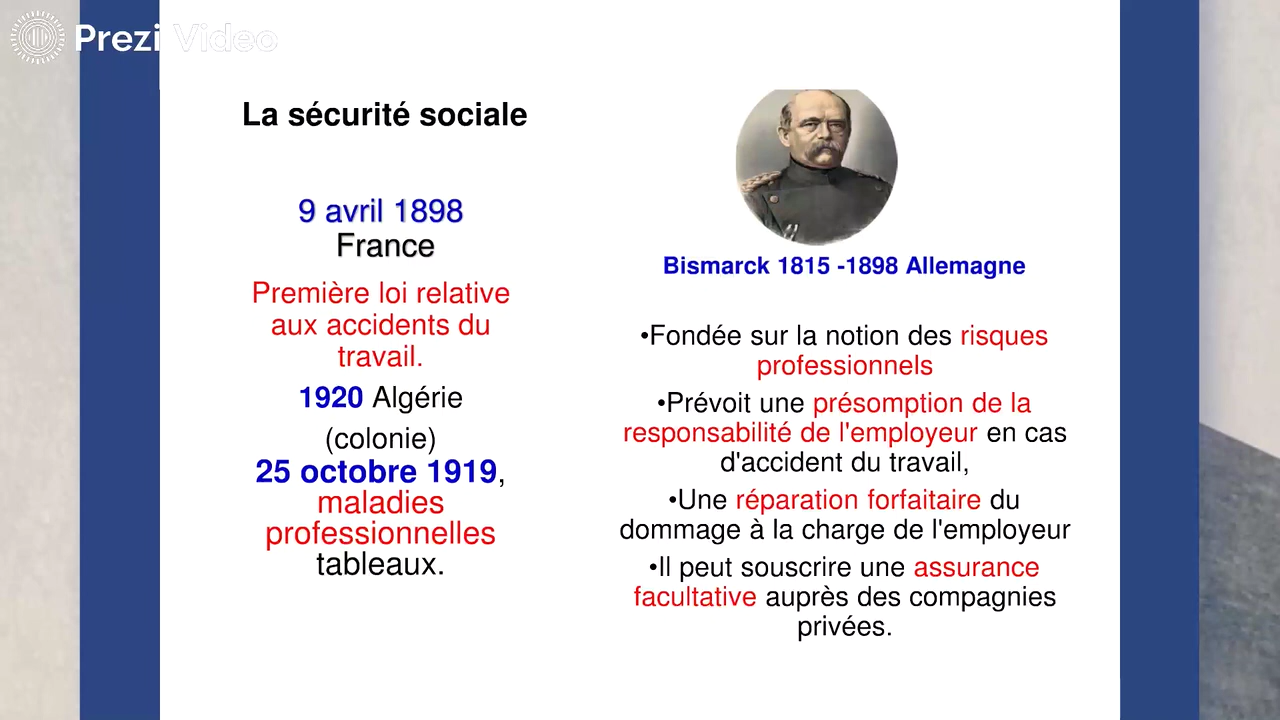 Prezi Video
La sécurité sociale
9 avril 1898
France
Première loi relative
aux accidents du
travail.
1920 Algérie
(colonie)
25 octobre 1919,
maladies
professionnelles
tableaux.
Bismarck 1815 -1898 Allemagne
•Fondée sur la notion des risques
professionnels
•Prévoit une présomption de la
responsabilité de l'employeur en cas
d'accident du travail,
•Une réparation forfaitaire du
dommage à la charge de l'employeur
•Il peut souscrire une assurance
facultative auprès des compagnies
privées.